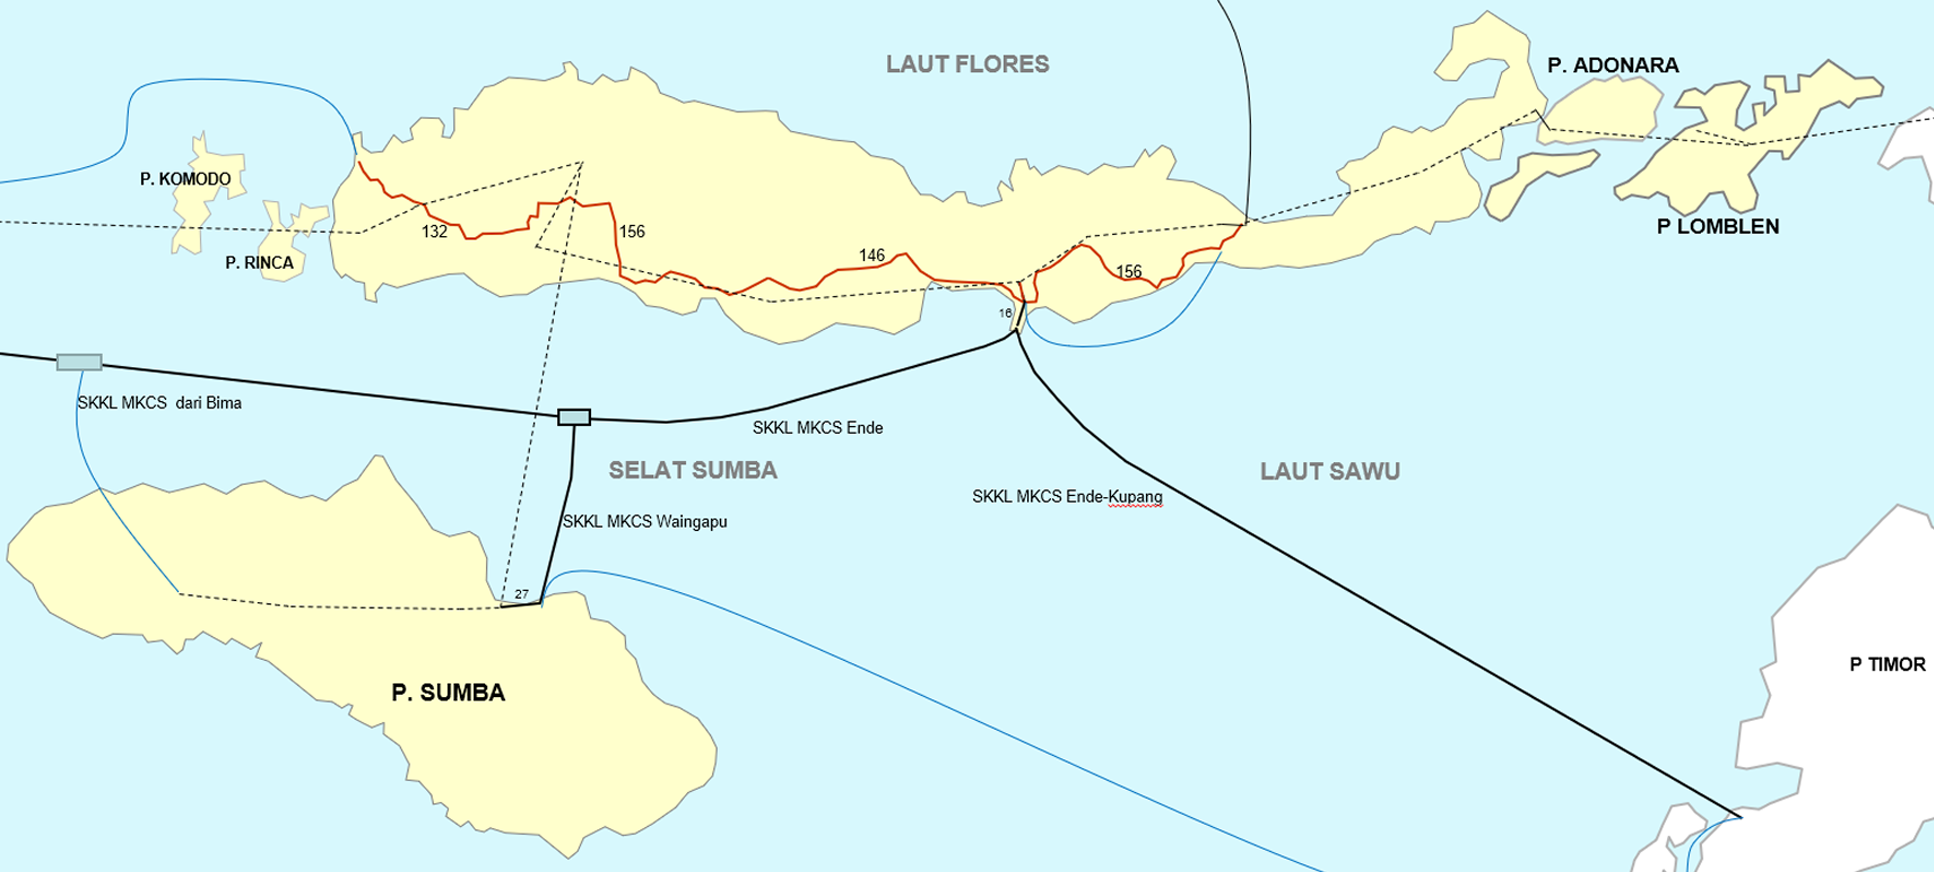 LAUT FLORES
P. ADONARA
P. KOMODO
P LOMBLEN
132
156
146
P. RINCA
156
16
SKKL MKCS  dari Bima
SKKL MKCS Ende
SELAT SUMBA
LAUT SAWU
SKKL MKCS Ende-Kupang
SKKL MKCS Waingapu
27
P. SUMBA
P TIMOR